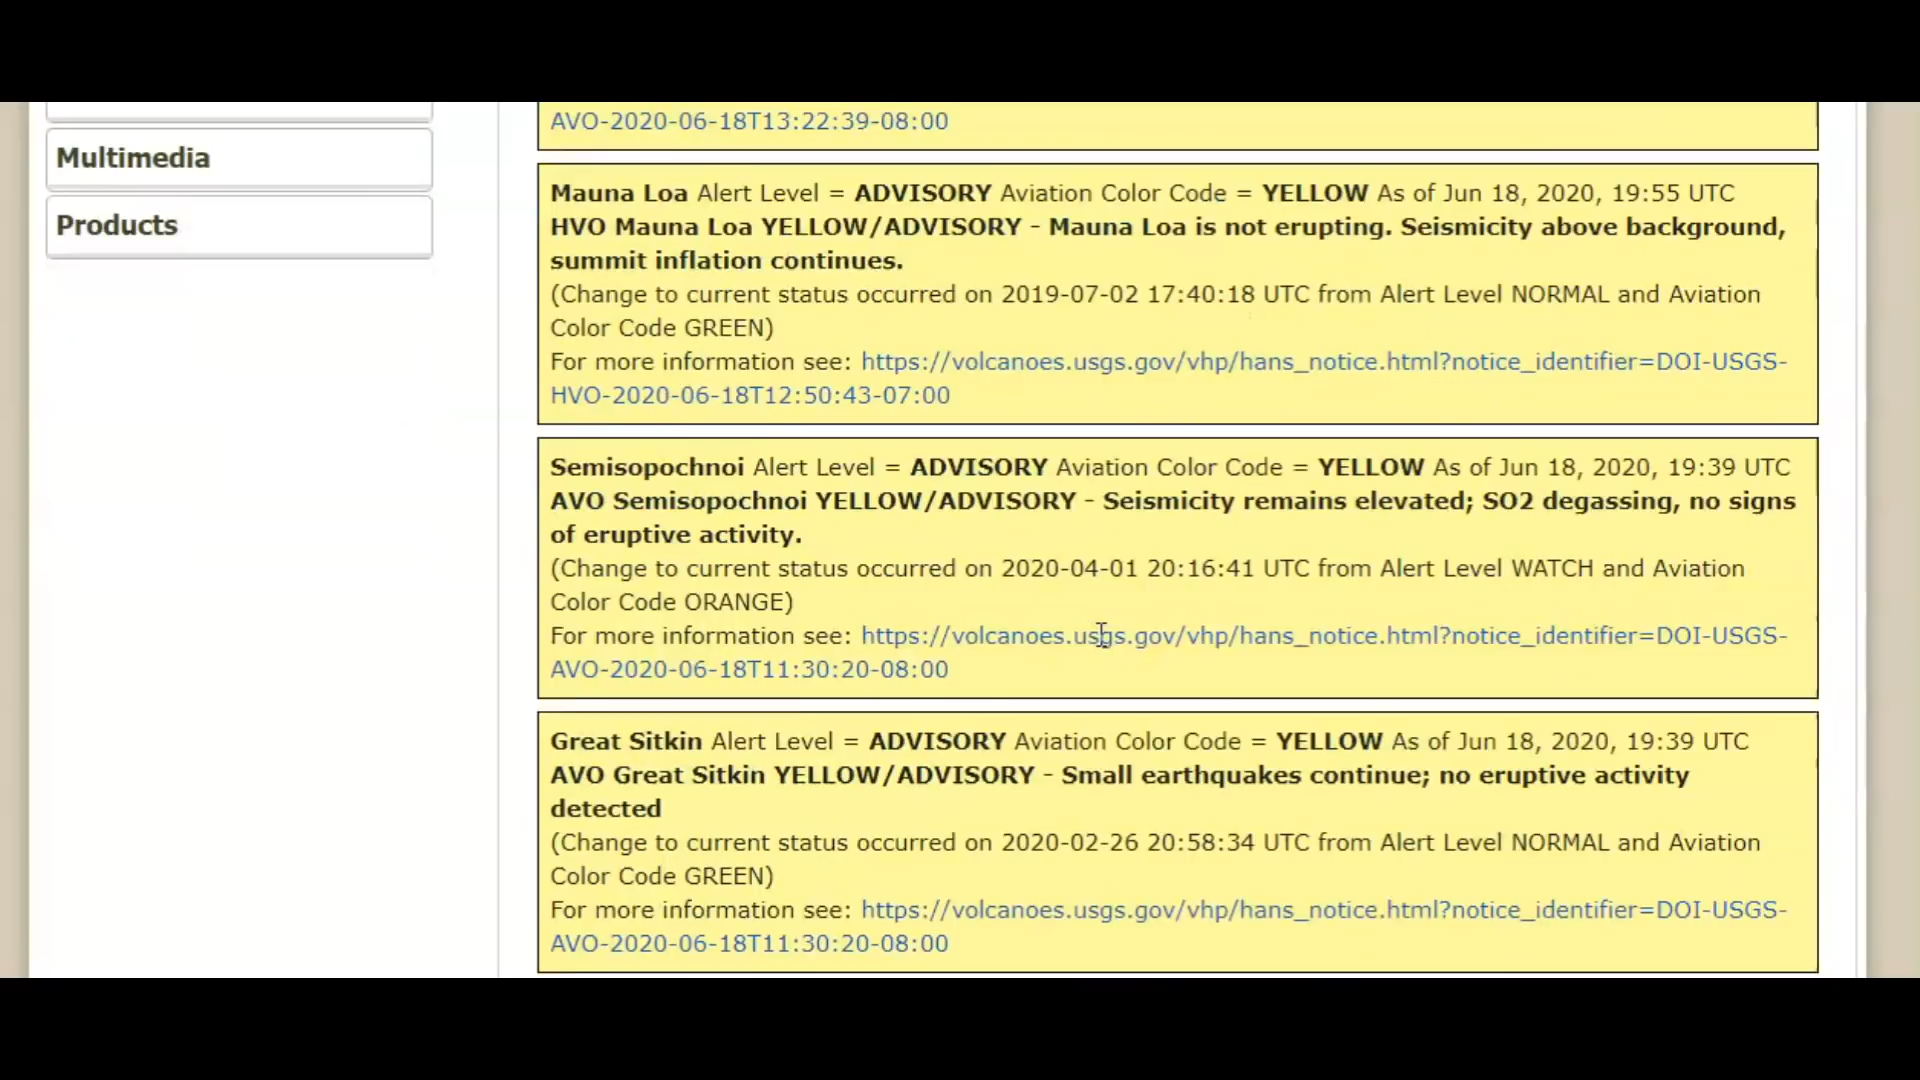 Multimedia
Products
AVO-2020-06-18T13:22:39-08:00
Mauna Loa Alert Level = ADVISORY Aviation Color Code = YELLOW As of Jun 18, 2020, 19:55 UTC
HVO Mauna Loa YELLOW/ADVISORY - Mauna Loa is not erupting. Seismicity above background,
summit inflation continues.
(Change to current status occurred on 2019-07-02 17:40:18 UTC from Alert Level NORMAL and Aviation
Color Code GREEN)
For more information see: https://volcanoes.usgs.gov/vhp/hans_notice.html?notice_identifier=DOI-USGS-
HVO-2020-06-18T12:50:43-07:00
Semisopochnoi Alert Level = ADVISORY Aviation Color Code = YELLOW As of Jun 18, 2020, 19:39 UTC
AVO Semisopochnoi YELLOW/ADVISORY - Seismicity remains elevated; SO2 degassing, no signs
of eruptive activity.
(Change to current status occurred on 2020-04-01 20:16:41 UTC from Alert Level WATCH and Aviation
Color Code ORANGE)
For more information see: https://volcanoes.usgs.gov/vhp/hans_notice.html?notice_identifier=DOI-USGS-
AVO-2020-06-18T11:30:20-08:00
Great Sitkin Alert Level = ADVISORY Aviation Color Code = YELLOW As of Jun 18, 2020, 19:39 UTC
AVO Great Sitkin YELLOW/ADVISORY - Small earthquakes continue; no eruptive activity
detected
(Change to current status occurred on 2020-02-26 20:58:34 UTC from Alert Level NORMAL and Aviation
Color Code GREEN)
For more information see: https://volcanoes.usgs.gov/vhp/hans_notice.html?notice_identifier=DOI-USGS-
AVO-2020-06-18T11:30:20-08:00